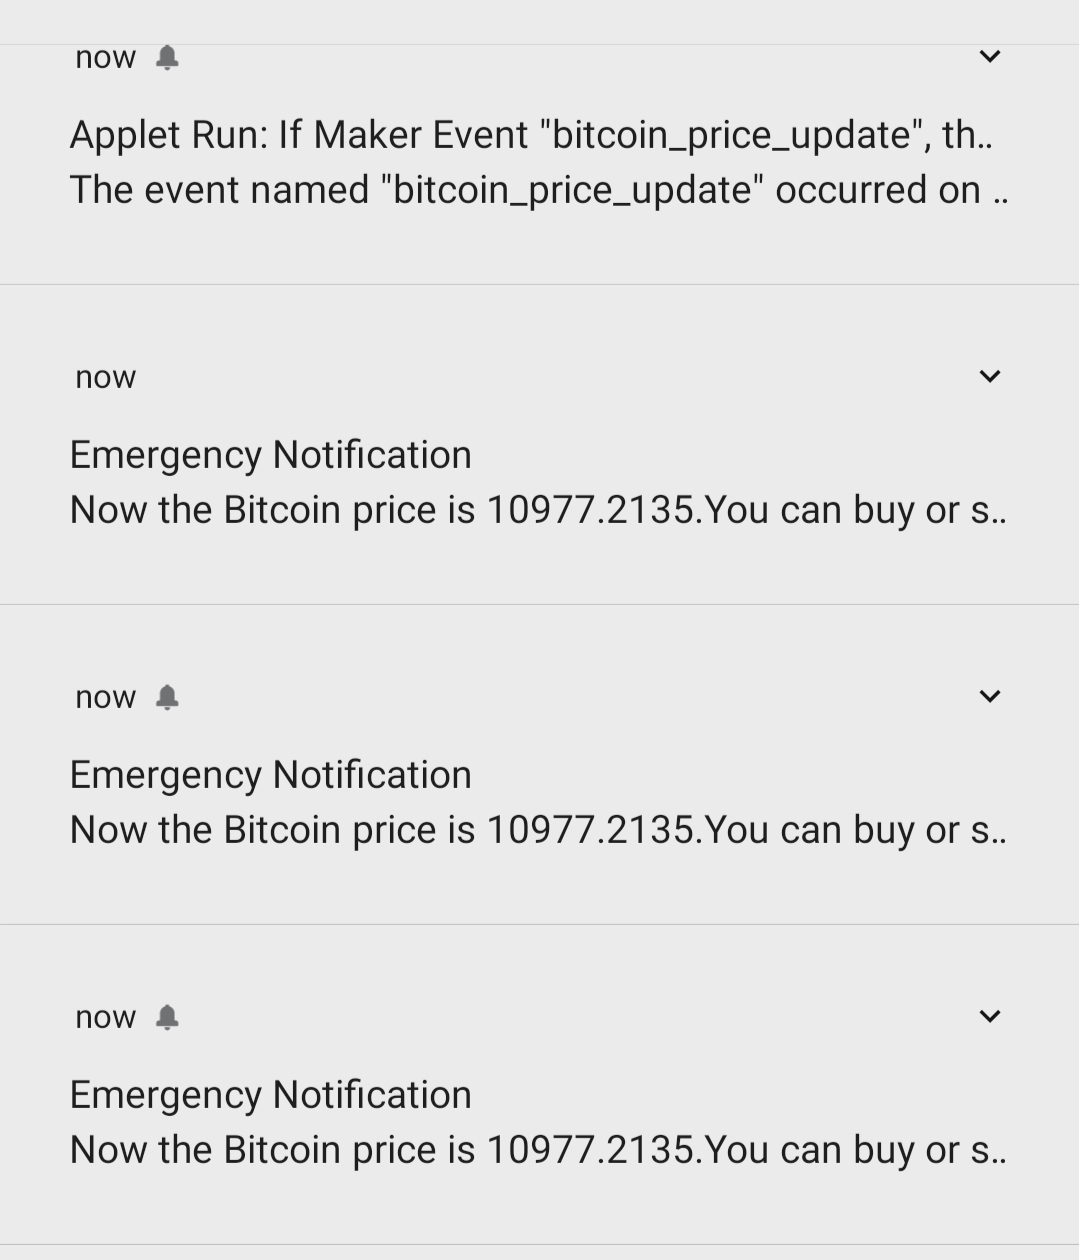 now
Applet Run: If Maker Event "bitcoin_price_update", th..
The event named "bitcoin_price_update" occurred on ..
now
Emergency Notification
Now the Bitcoin price is 10977.2135.You can buy or s..
now
Emergency Notification
Now the Bitcoin price is 10977.2135.You can buy or s..
now
Emergency Notification
Now the Bitcoin price is 10977.2135.You can buy or s..